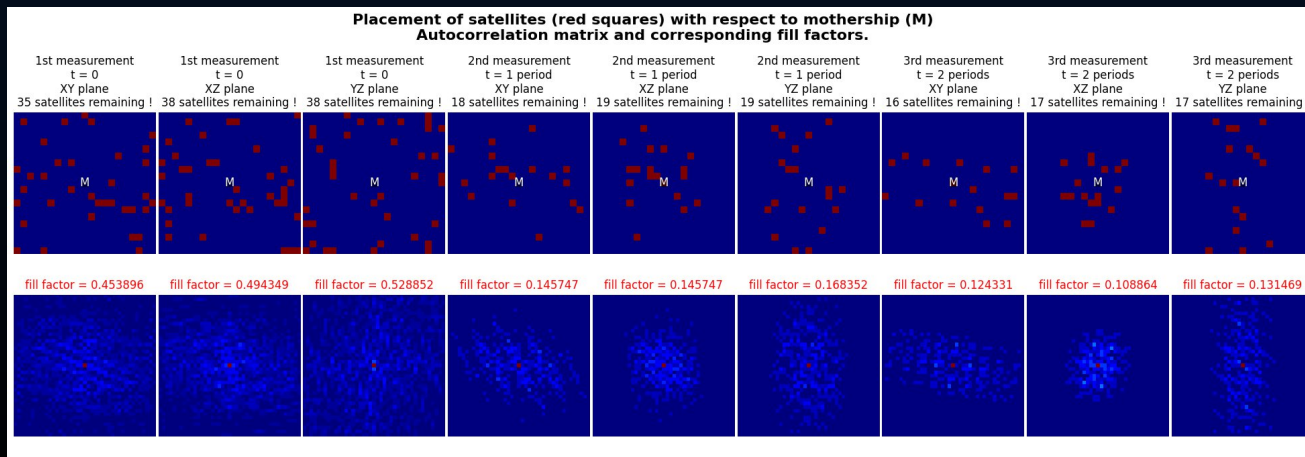 Placement of satellites (red squares) with respect to mothership (M)
Autocorrelation matrix and corresponding fill factors.
1st measurement
t = 0
XY plane
35 satellites remaining !
1st measurement
t = 0
XZ plane
38 satellites remaining !
1st measurement
t = 0
YZ plane
38 satellites remaining !
2nd measurement
t = 1 period
XY plane
18 satellites remaining !
2nd measurement
t = 1 period
XZ plane
19 satellites remaining !
2nd measurement
t = 1 period
YZ plane
19 satellites remaining !
3rd measurement
t = 2 periods
XY plane
16 satellites remaining !
3rd measurement
t = 2 periods
XZ plane
17 satellites remaining !
3rd measurement
t = 2 periods
YZ plane
17 satellites remaining
M
M
M
M
M
M
M
M
M
fill factor = 0.453896
fill factor = 0.494349
fill factor = 0.528852
fill factor = 0.145747
fill factor = 0.145747
fill factor = 0.168352
fill factor = 0.124331
fill factor = 0.108864
fill factor = 0.131469